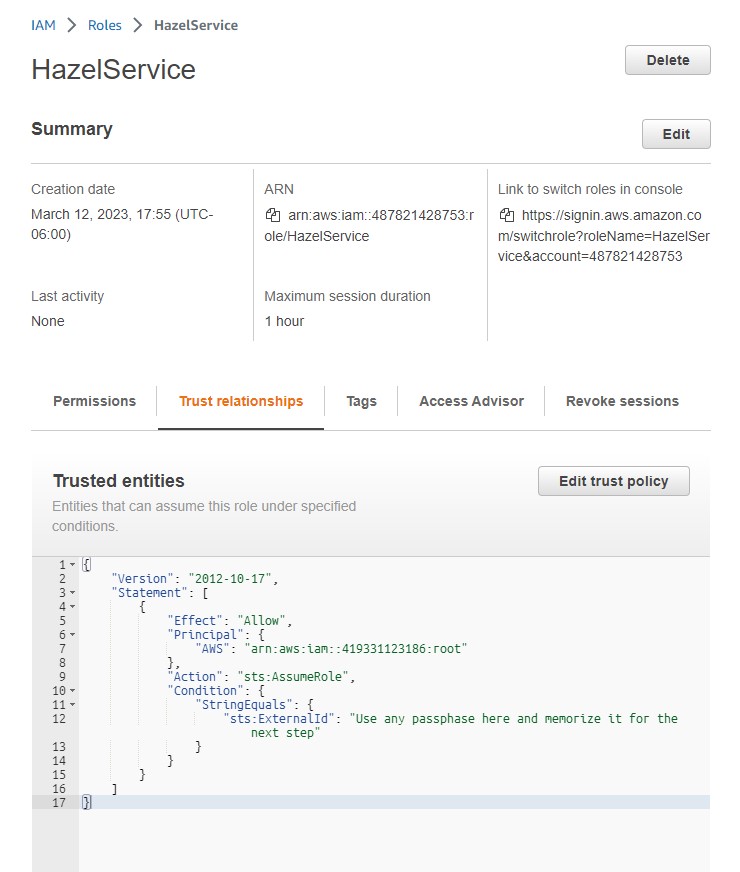 IAM > Roles > HazelService
HazelService
Delete
Summary
Edit
Creation date
March 12, 2023, 17:55 (UTC-
06:00)
ARN
arn:aws:iam::487821428753:r
ole/HazelService
Link to switch roles in console
https://signin.aws.amazon.co
m/switchrole?roleName=HazelSer
vice&account=487821428753
Last activity
None
Maximum session duration
1 hour
Permissions
Trust relationships
Tags
Access Advisor
Revoke sessions
Trusted entities
Edit trust policy
Entities that can assume this role under specified
conditions.
1 {
2 "Version": "2012-10-17",
3 "Statement": [
4 {
5 "Effect": "Allow",
6 "Principal": {
7 "AWS": "arn:aws:iam::419331123186:root"
8 },
9 "Action": "sts:AssumeRole",
10 "Condition": {
11 "StringEquals": {
12 "sts:ExternalId": "Use any passphase here and memorize it for the
next step"
13 }
14 }
15 }
16 ]
17 }